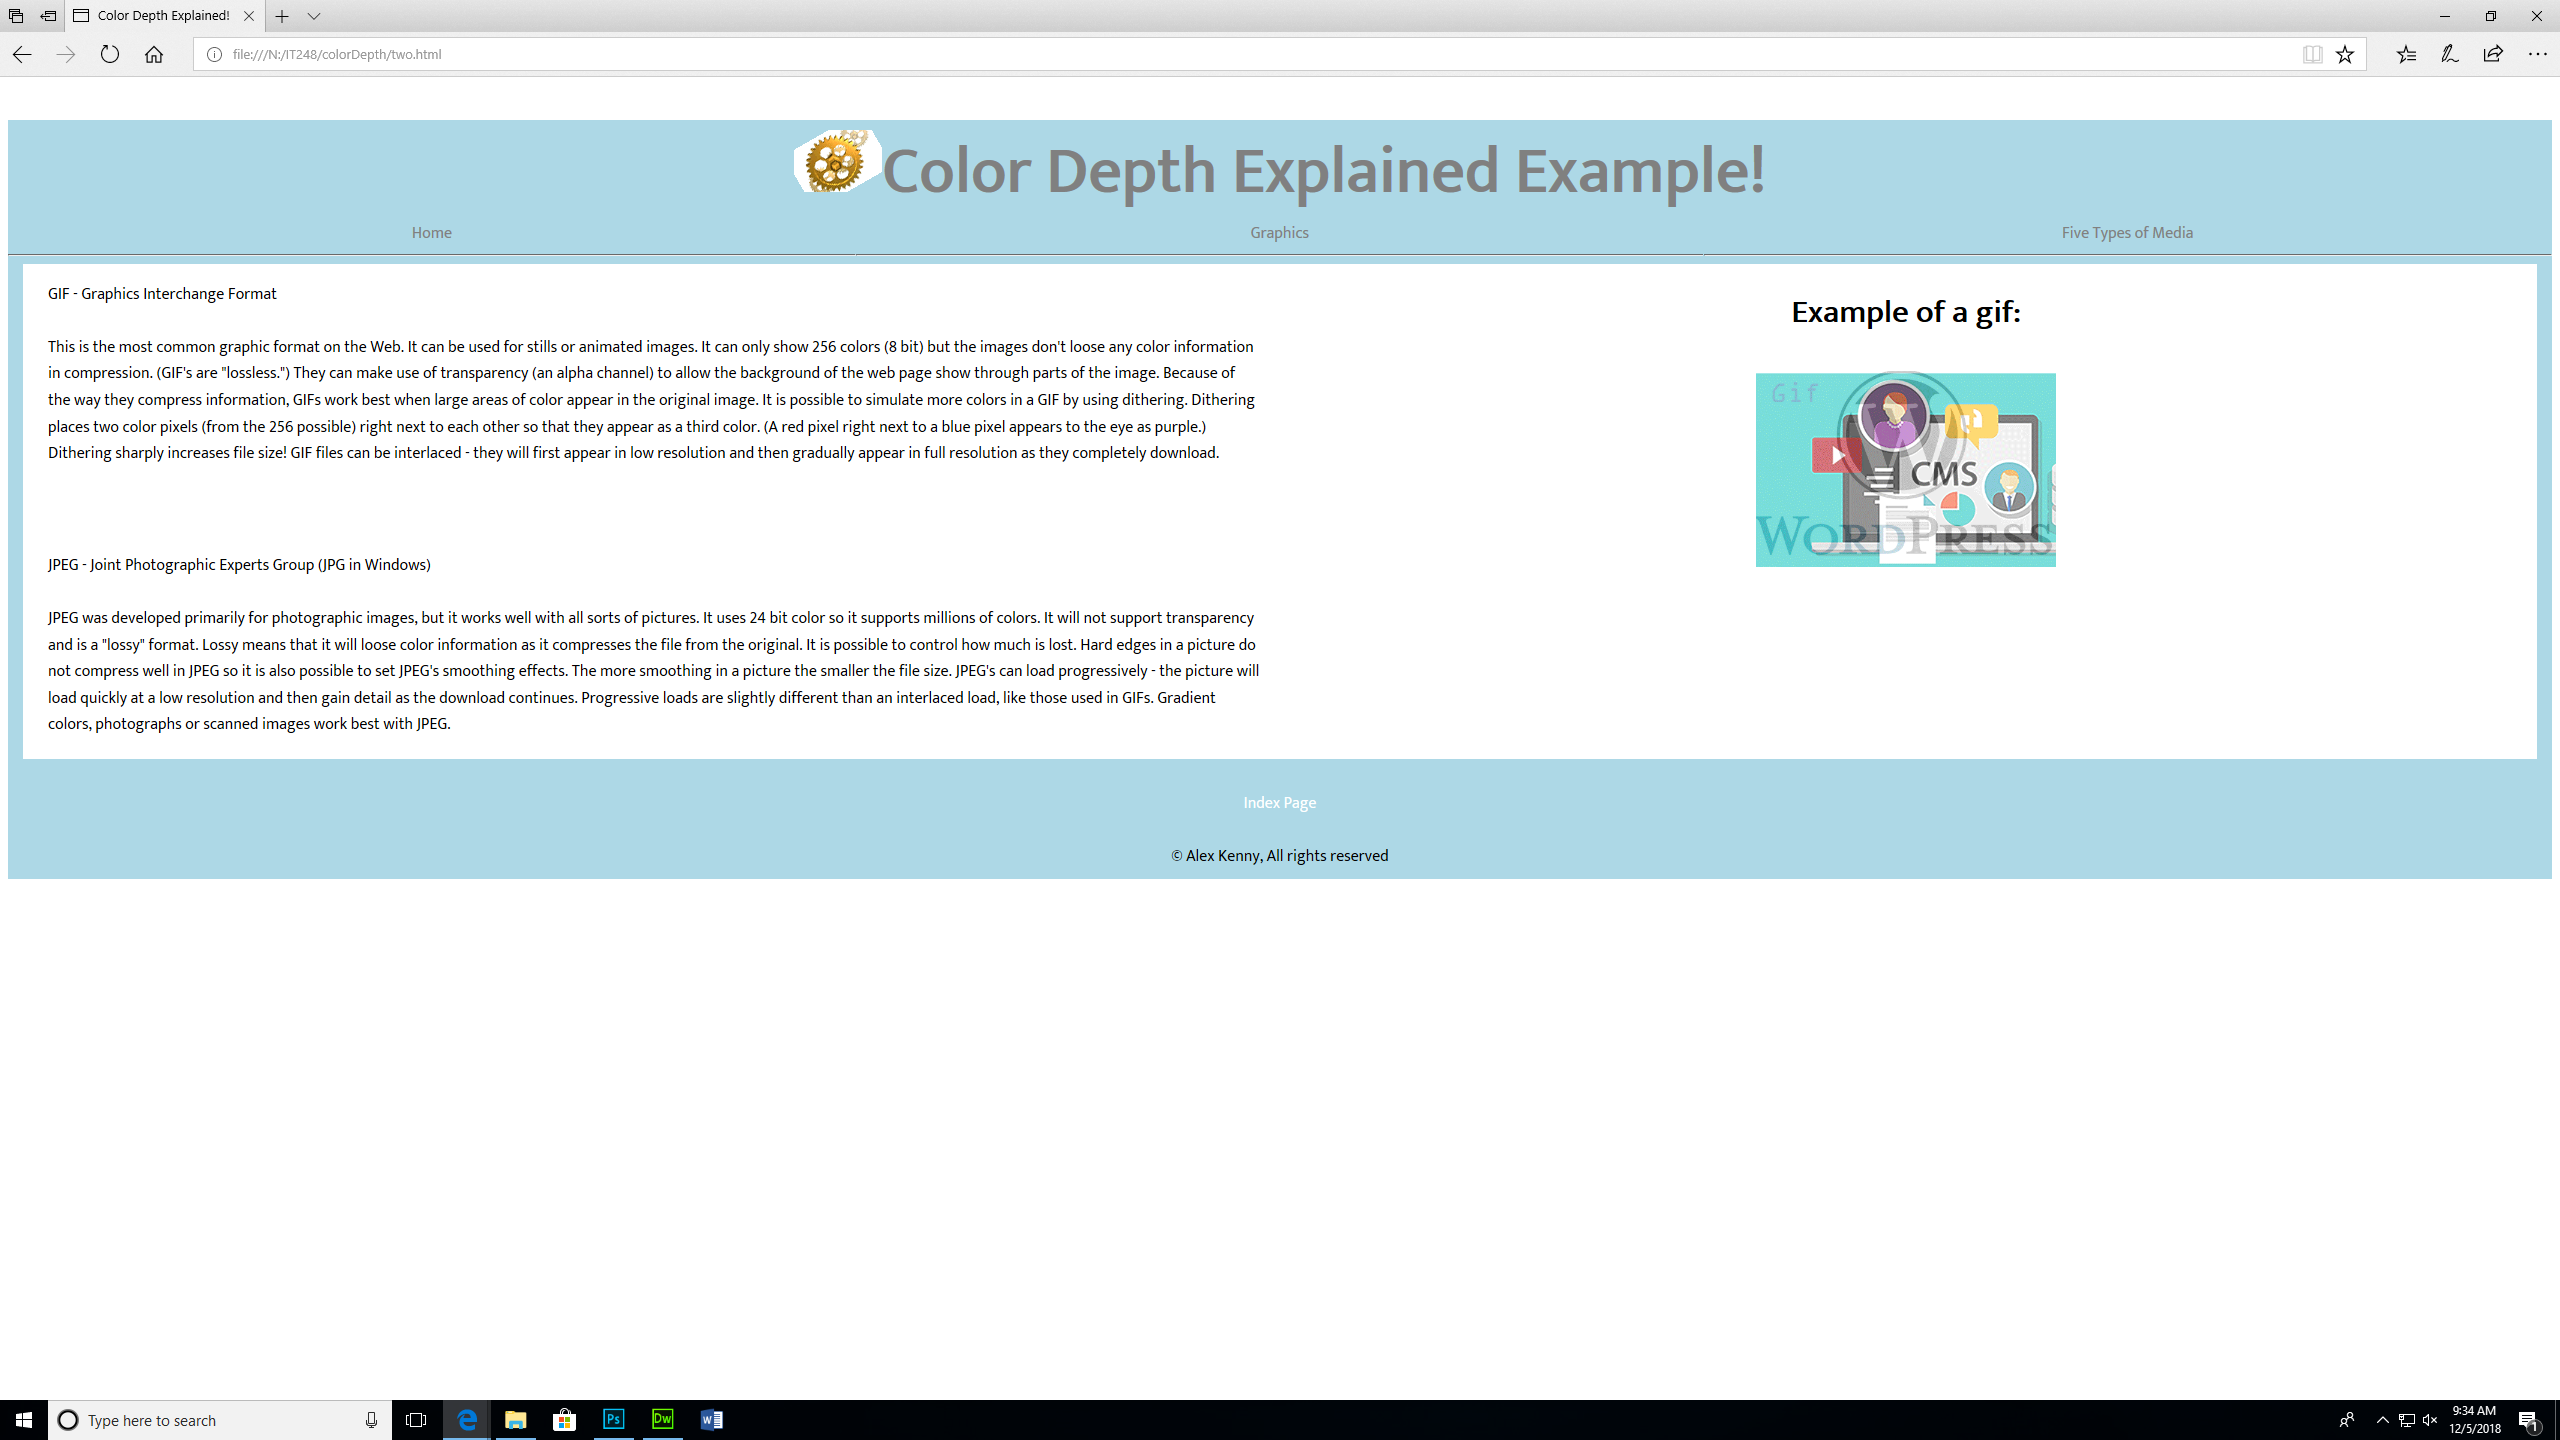 Color Depth Explained!
file:///N:/IT248/colorDepth/two.html
Color Depth Explained Example!
Home
Graphics
Five Types of Media
GIF - Graphics Interchange Format
This is the most common graphic format on the Web. It can be used for stills or animated images. It can only show 256 colors (8 bit) but the images don't loose any color information
in compression. (GIF's are "lossless.") They can make use of transparency (an alpha channel) to allow the background of the web page show through parts of the image. Because of
the way they compress information, GIFs work best when large areas of color appear in the original image. It is possible to simulate more colors in a GIF by using dithering. Dithering
places two color pixels (from the 256 possible) right next to each other so that they appear as a third color. (A red pixel right next to a blue pixel appears to the eye as purple.)
Dithering sharply increases file size! GIF files can be interlaced - they will first appear in low resolution and then gradually appear in full resolution as they completely download.
JPEG - Joint Photographic Experts Group (JPG in Windows)
JPEG was developed primarily for photographic images, but it works well with all sorts of pictures. It uses 24 bit color so it supports millions of colors. It will not support transparency
and is a "lossy" format. Lossy means that it will loose color information as it compresses the file from the original. It is possible to control how much is lost. Hard edges in a picture do
not compress well in JPEG so it is also possible to set JPEG's smoothing effects. The more smoothing in a picture the smaller the file size. JPEG's can load progressively - the picture will
load quickly at a low resolution and then gain detail as the download continues. Progressive loads are slightly different than an interlaced load, like those used in GIFs. Gradient
colors, photographs or scanned images work best with JPEG.
Example of a gif:
Gif
W
CMS
WORDPRESS
Index Page
© Alex Kenny, All rights reserved
Type here to search
Ps
Dw
W
9:34 AM
12/5/2018
1